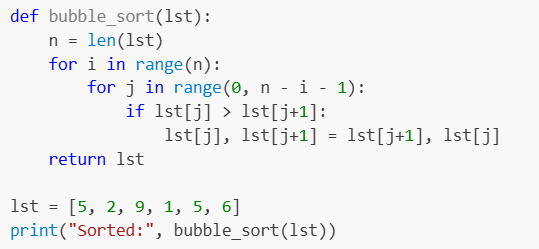 def bubble_sort(lst):
    n = len(lst)
    for i in range(n):
        for j in range(0, n - i - 1):
            if lst[j] > lst[j+1]:
                lst[j], lst[j+1] = lst[j+1], lst[j]
    return lst

lst = [5, 2, 9, 1, 5, 6]
print("Sorted:", bubble_sort(lst))